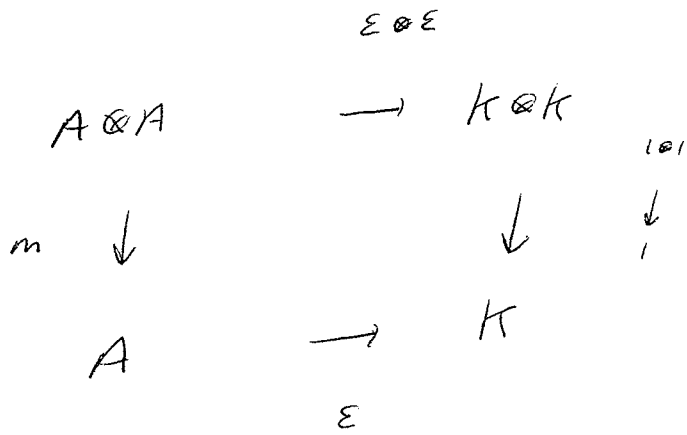 ε ⊗ ε
A ⊗ A → K ⊗ K
1 ⊗ 1
m ↓ ↓ ↓
1
A → K
ε